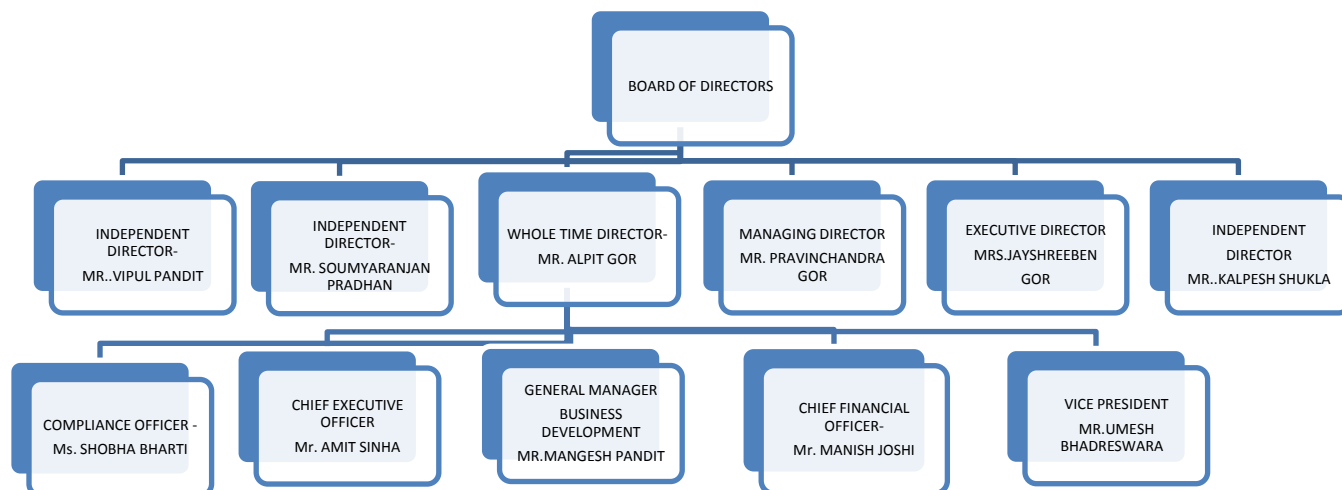 BOARD OF DIRECTORS
INDEPENDENT
DIRECTOR-
MR..VIPUL PANDIT
INDEPENDENT
DIRECTOR-
MR. SOUMYARANJAN
PRADHAN
WHOLE TIME DIRECTOR-
MR. ALPIT GOR
MANAGING DIRECTOR
MR. PRAVINCHANDRA
GOR
EXECUTIVE DIRECTOR
MRS.JAYSHREEBEN
GOR
INDEPENDENT
DIRECTOR
MR..KALPESH SHUKLA
COMPLIANCE OFFICER -
Ms. SHOBHA BHARTI
CHIEF EXECUTIVE
OFFICER
Mr. AMIT SINHA
GENERAL MANAGER
BUSINESS
DEVELOPMENT
MR.MANGESH PANDIT
CHIEF FINANCIAL
OFFICER-
Mr. MANISH JOSHI
VICE PRESIDENT
MR.UMESH
BHADRESWARA